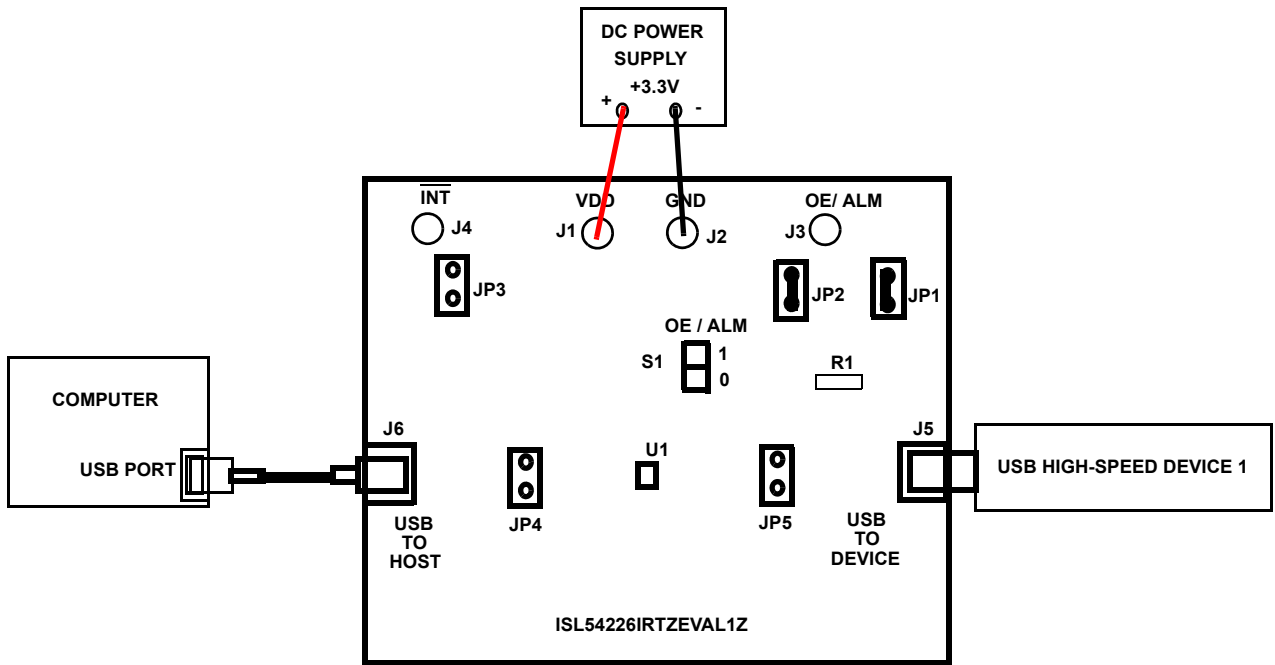 DC POWER
SUPPLY
+3.3V
+ -
INT
VDD
GND
OE/ ALM
J4
J1
J2
J3
JP3
JP2
JP1
OE / ALM
S1
1
0
R1
COMPUTER
USB PORT
J6
U1
J5
USB HIGH-SPEED DEVICE 1
JP4
JP5
USB
TO
HOST
USB
TO
DEVICE
ISL54226IRTZEVAL1Z